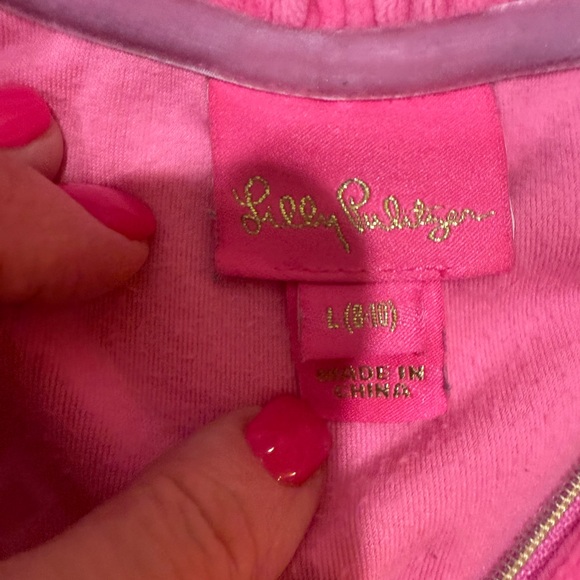 Lilly Pulitzer
L (8-10)
MADE IN
CHINA